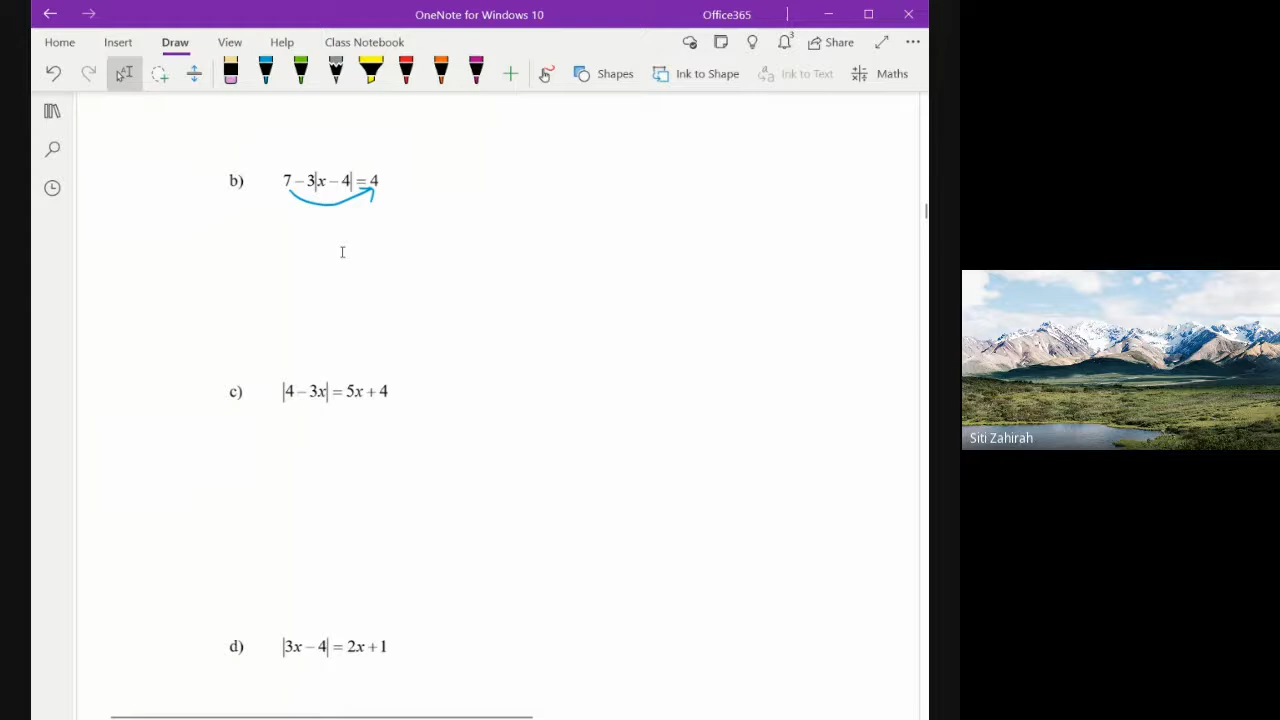 OneNote for Windows 10
Office365
Home Insert Draw View Help Class Notebook
3
Share
Shapes Ink to Shape Ink to Text Maths
b) 7 − 3|x − 4| = 4
c) |4 − 3x| = 5x + 4
Siti Zahirah
d) |3x − 4| = 2x + 1